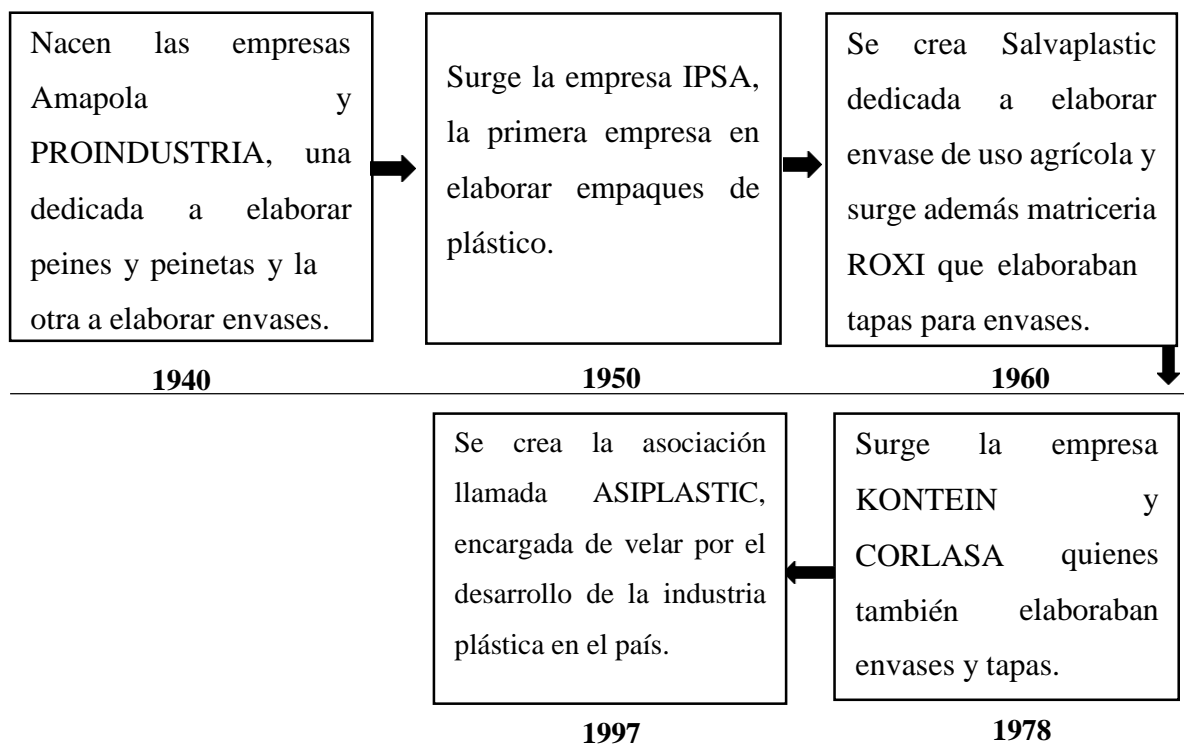 Nacen las empresas
Amapola y
PROINDUSTRIA, una
dedicada a elaborar
peines y peinetas y la
otra a elaborar envases.
1940
Surge la empresa IPSA,
la primera empresa en
elaborar empaques de
plástico.
1950
Se crea Salvaplastic
dedicada a elaborar
envase de uso agrícola y
surge además matriceria
ROXI que elaboraban
tapas para envases.
1960
Surge la empresa
KONTEIN y
CORLASA quienes
también elaboraban
envases y tapas.
1978
Se crea la asociación
llamada ASIPLASTIC,
encargada de velar por el
desarrollo de la industria
plástica en el país.
1997